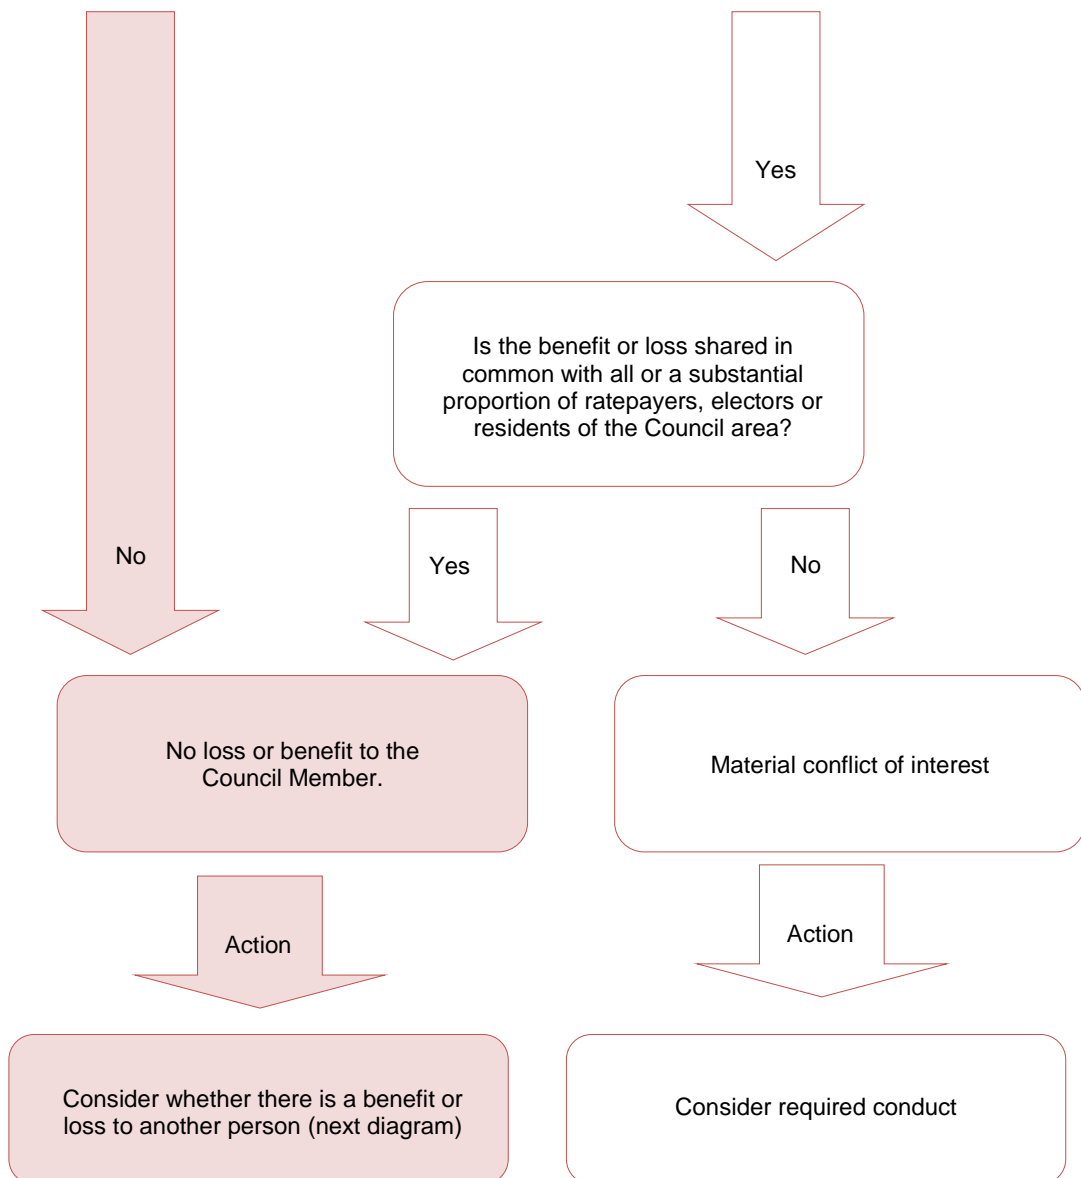 Yes
Is the benefit or loss shared in
common with all or a substantial
proportion of ratepayers, electors or
residents of the Council area?
No
Yes
No
No loss or benefit to the
Council Member.
Material conflict of interest
Action
Action
Consider whether there is a benefit or
loss to another person (next diagram)
Consider required conduct